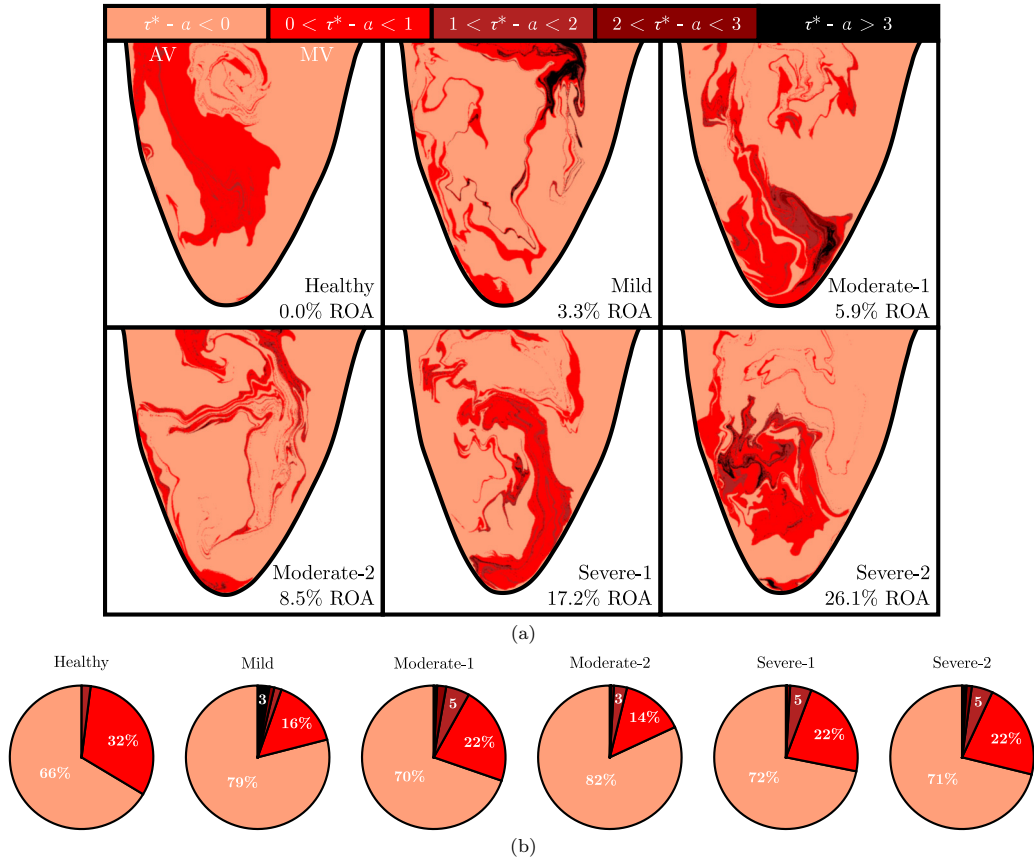 τ* - a < 0 0 < τ* - a < 1 1 < τ* - a < 2 2 < τ* - a < 3 τ* - a > 3
AV MV
Healthy
0.0% ROA
Mild
3.3% ROA
Moderate-1
5.9% ROA
Moderate-2
8.5% ROA
Severe-1
17.2% ROA
Severe-2
26.1% ROA
(a)
Healthy Mild Moderate-1 Moderate-2 Severe-1 Severe-2
32%
66%
3
16%
79%
5
22%
70%
3
14%
82%
5
22%
72%
5
22%
71%
(b)